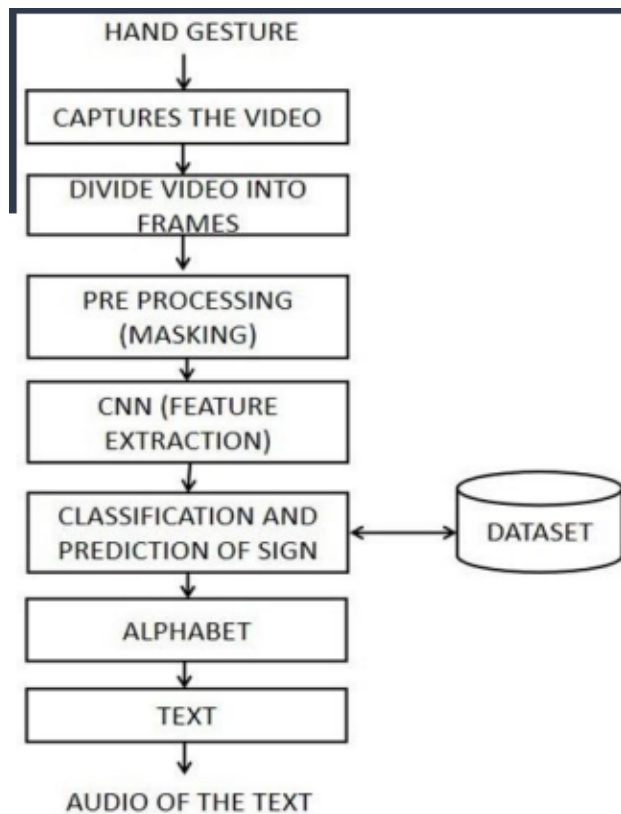 HAND GESTURE
CAPTURES THE VIDEO
DIVIDE VIDEO INTO
FRAMES
PRE PROCESSING
(MASKING)
CNN (FEATURE
EXTRACTION)
CLASSIFICATION AND
PREDICTION OF SIGN
DATASET
ALPHABET
TEXT
AUDIO OF THE TEXT